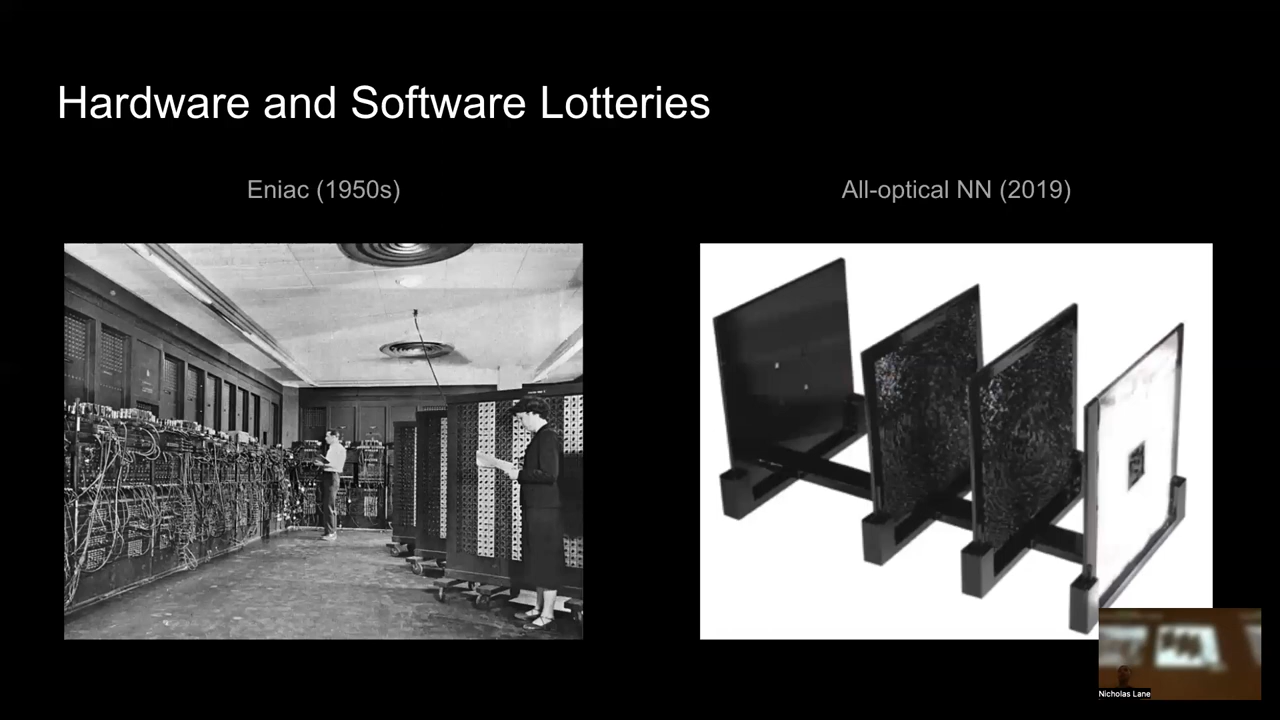 Hardware and Software Lotteries
Eniac (1950s)
All-optical NN (2019)
Nicholas Lane